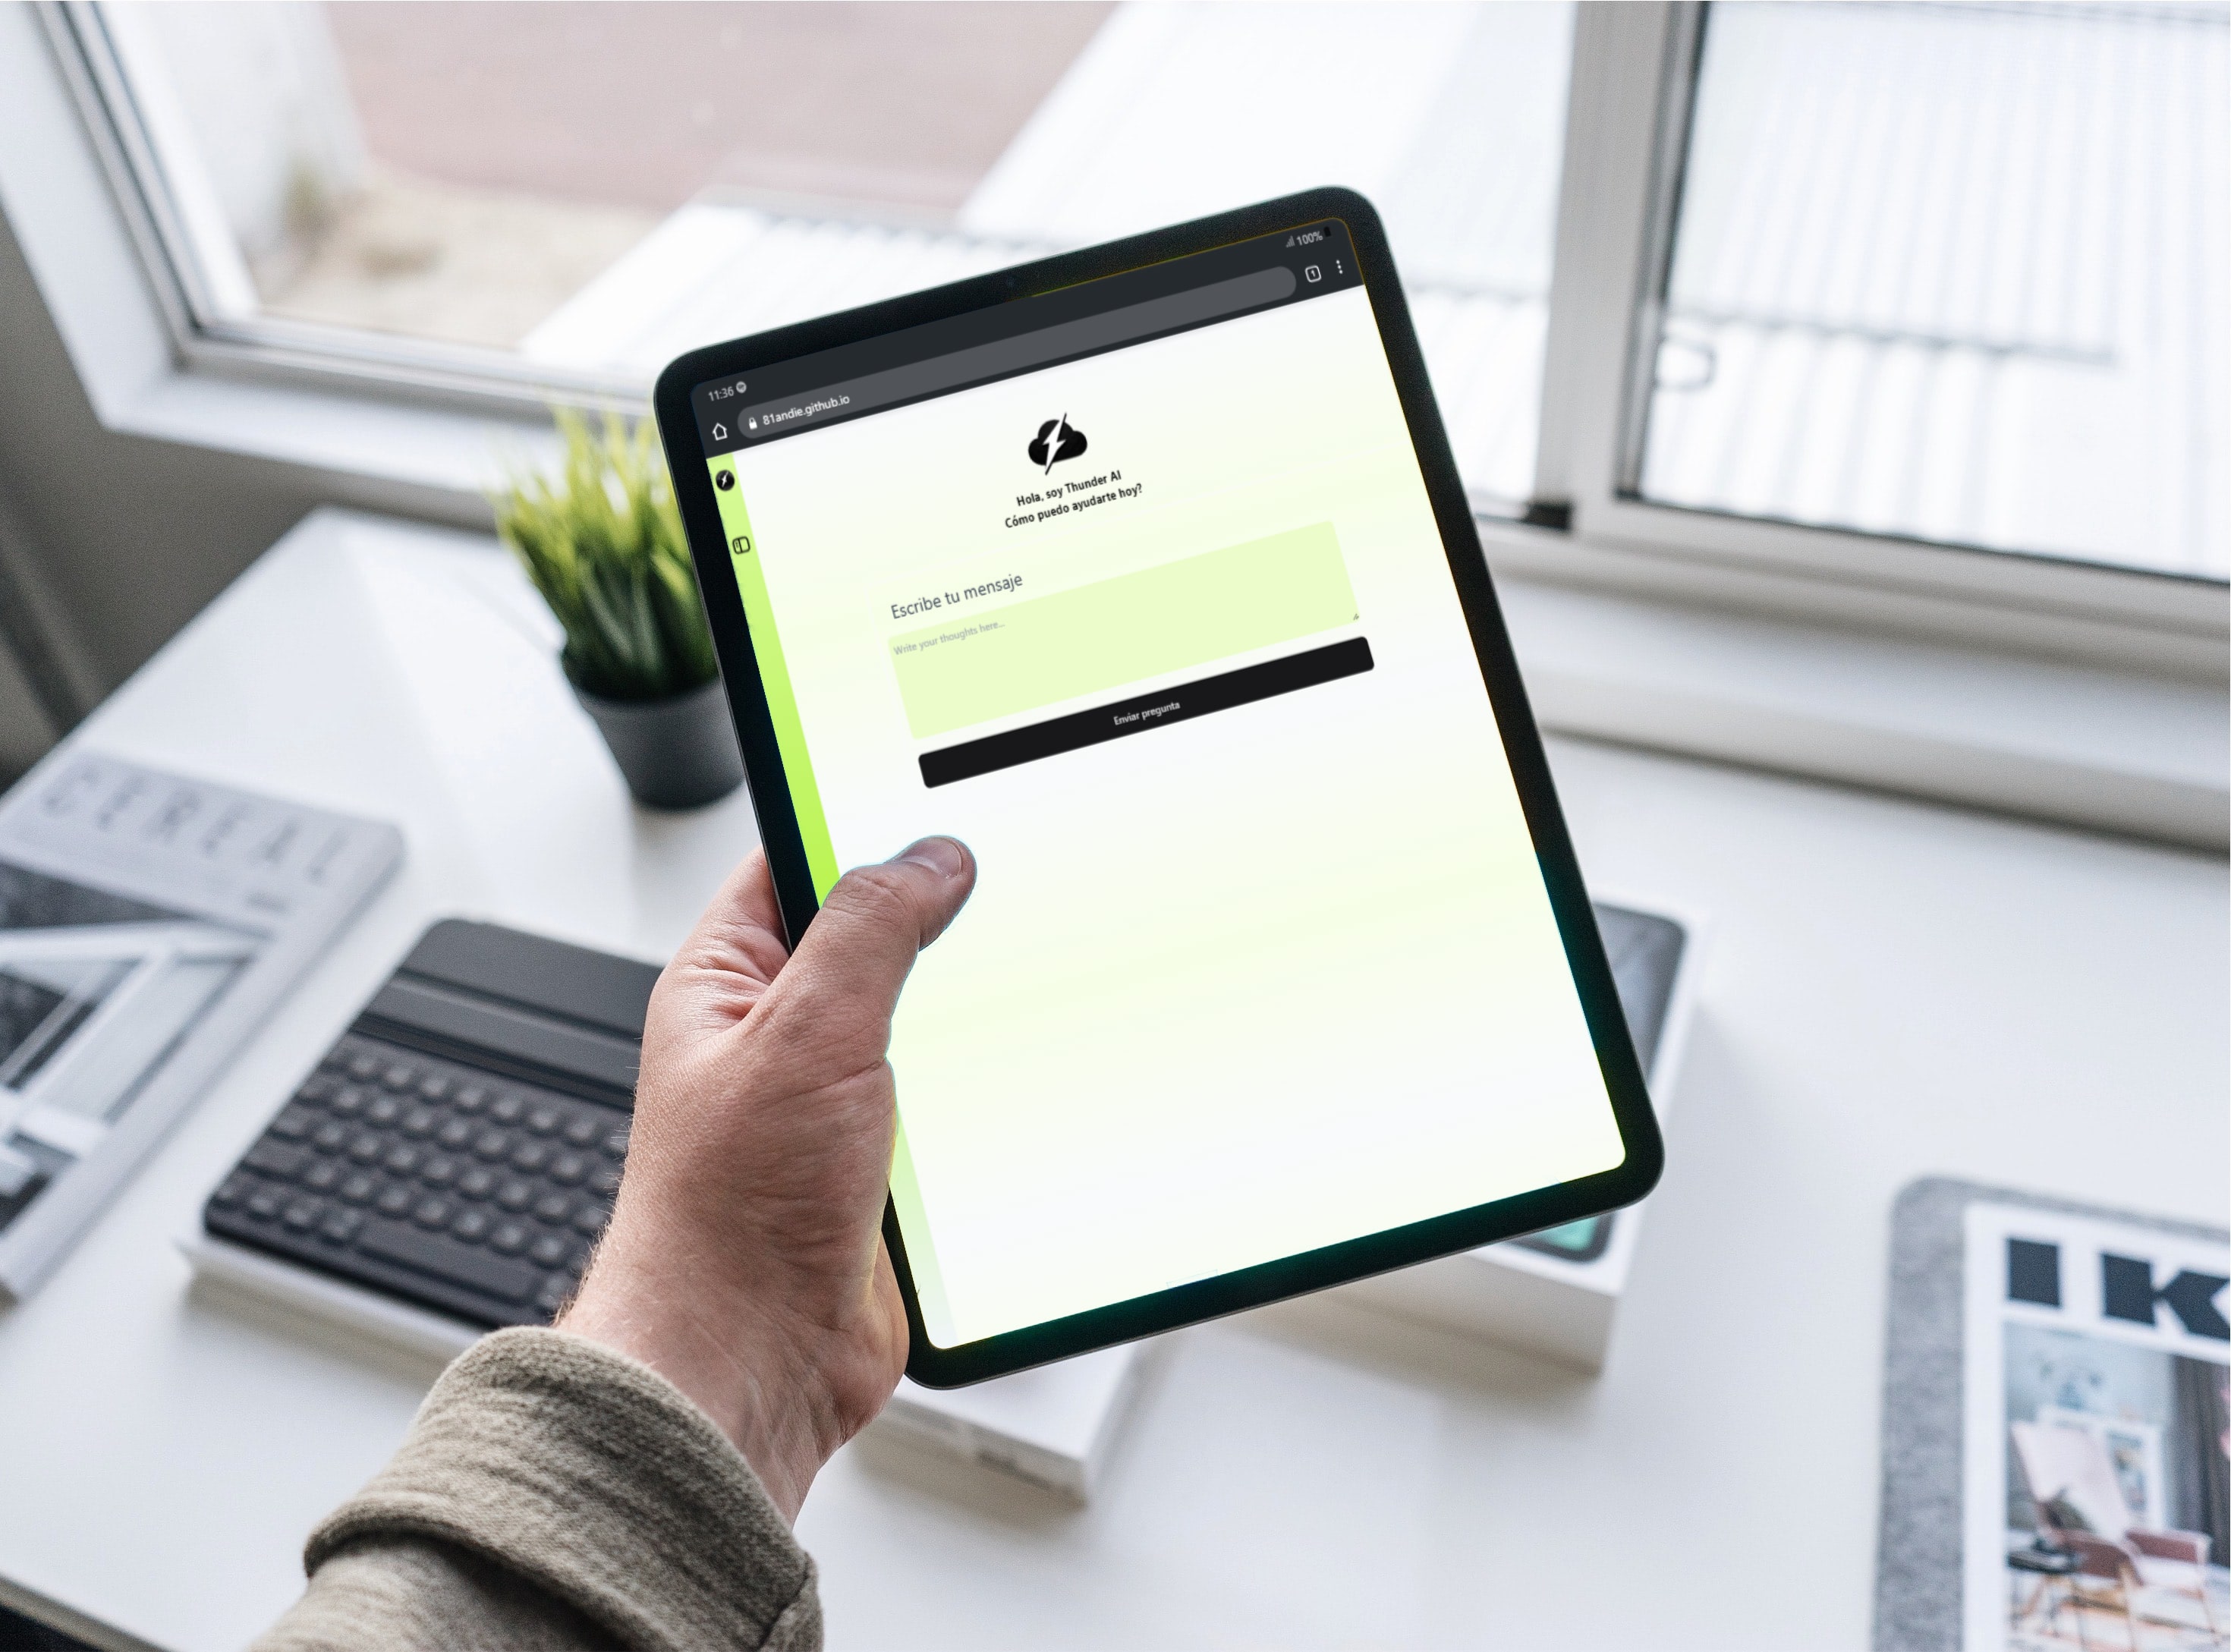 11:36
100%
81andie.github.io
1
Hola, soy Thunder AI
Cómo puedo ayudarte hoy?
Escribe tu mensaje
Write your thoughts here...
Enviar pregunta
CEREAL
IK